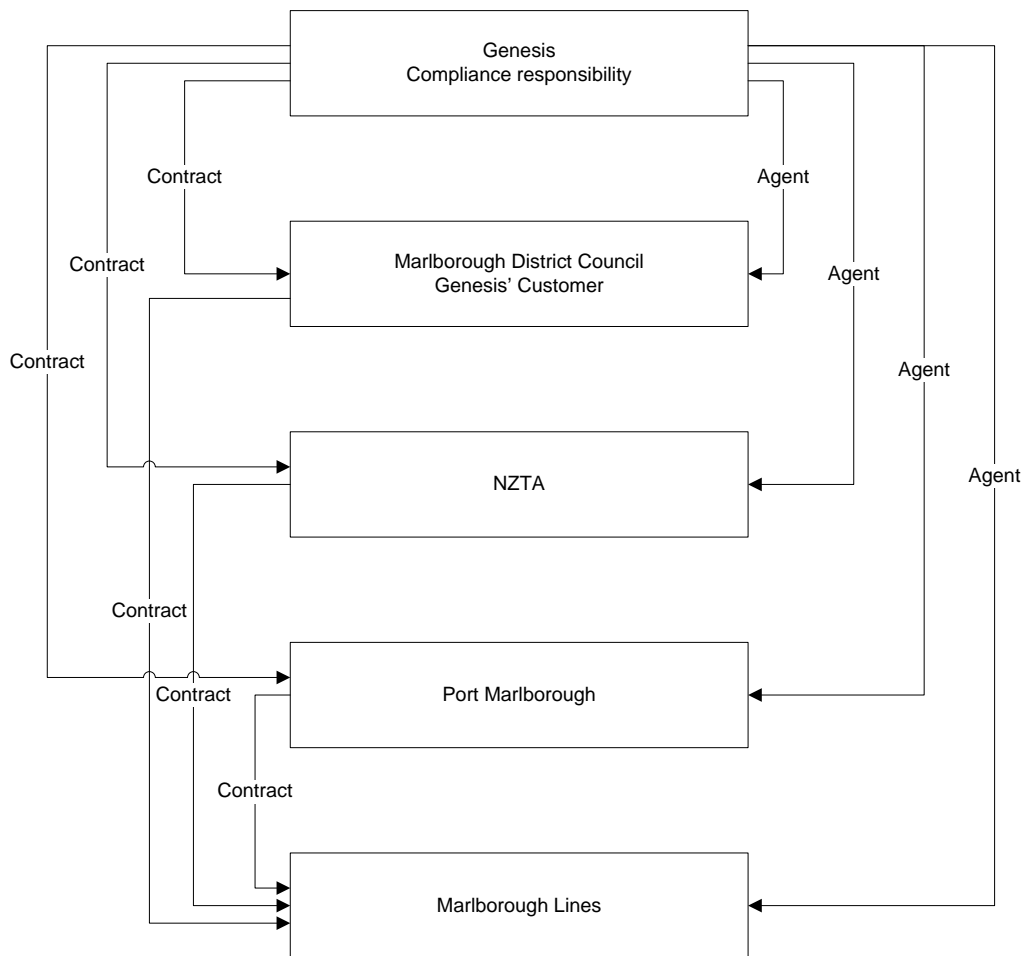 Genesis
Compliance responsibility
Contract
Agent
Marlborough District Council
Genesis’ Customer
Contract
Agent
Contract
Agent
NZTA
Agent
Contract
Port Marlborough
Contract
Contract
Marlborough Lines